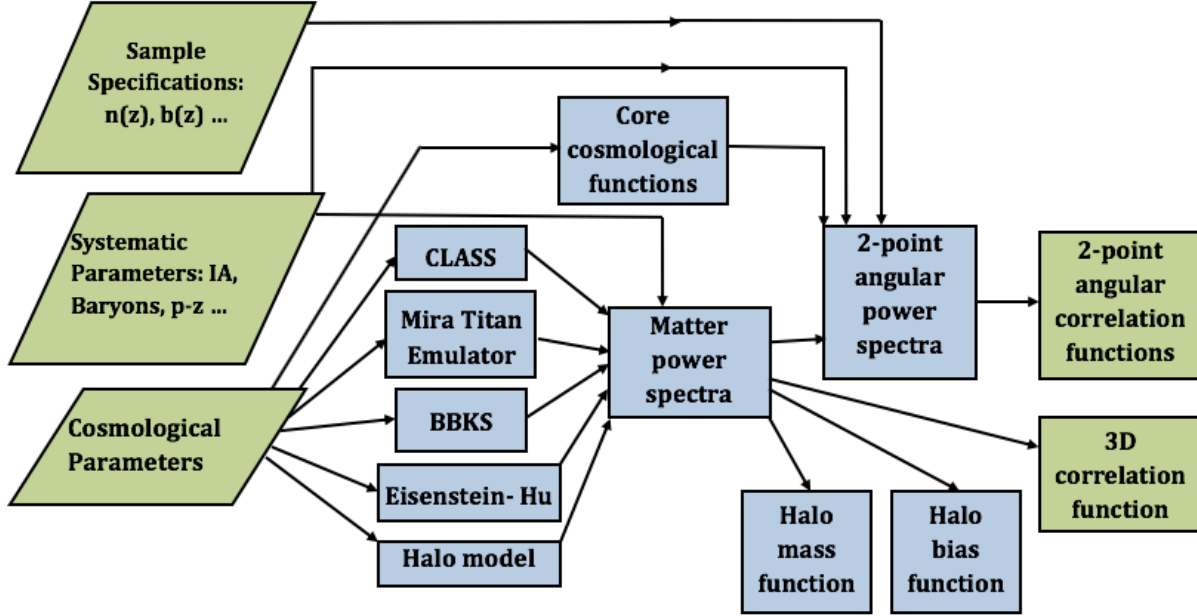 Sample
Specifications:
n(z), b(z) ...
Core
cosmological
functions
Systematic
Parameters: IA,
Baryons, p-z ...
CLASS
Mira Titan
Emulator
BBKS
Eisenstein- Hu
Halo model
Cosmological
Parameters
Matter
power
spectra
2-point
angular
power
spectra
2-point
angular
correlation
functions
3D
correlation
function
Halo
mass
function
Halo
bias
function